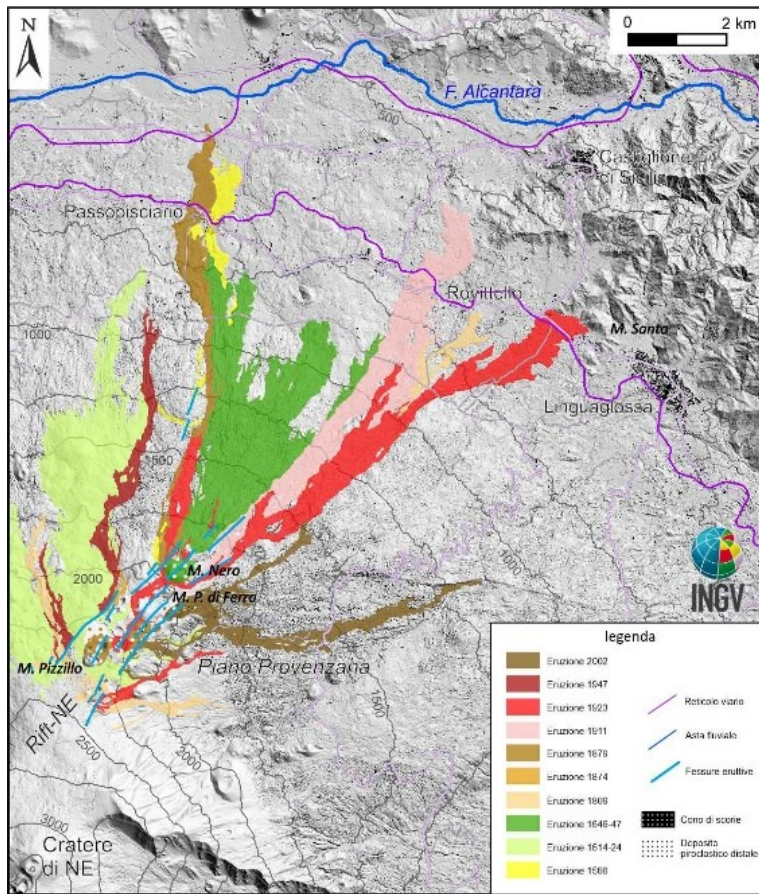 N
0 2 km
F. Alcantara
500
Castiglione
di Sicilia
Passopisciaro
Rovittello
1000
M. Santo
Linguaglossa
1500
1000
2000
M. Nero
M. P. di Ferro
INGV
M. Pizzillo
Piano Provenzana
Rift-NE
1500
2500
2000
3000
Cratere
di NE
legenda
Eruzione 2002
Eruzione 1947
Eruzione 1923
Eruzione 1911
Eruzione 1879
Eruzione 1874
Eruzione 1809
Eruzione 1646-47
Eruzione 1614-24
Eruzione 1566
Reticolo viario
Asta fluviale
Fessure eruttive
Cono di scorie
Deposito
piroclastico distale